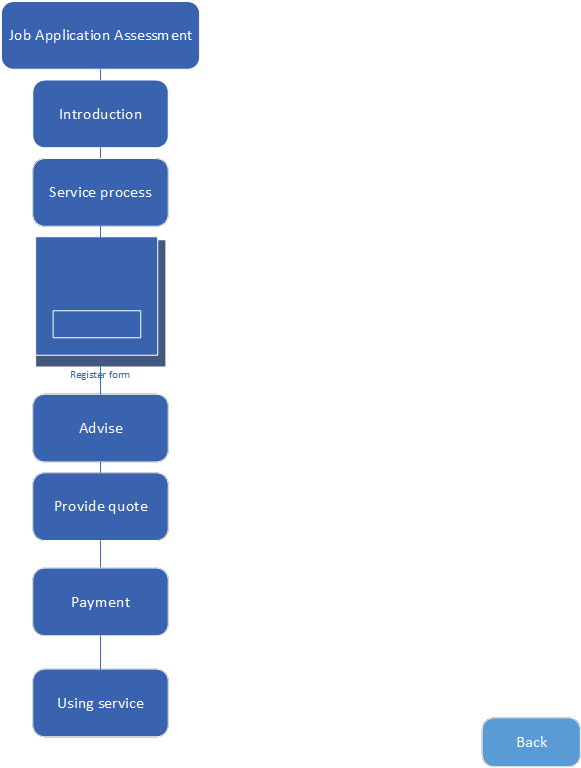 Job Application Assessment
Introduction
Service process
Register form
Advise
Provide quote
Payment
Using service
Back